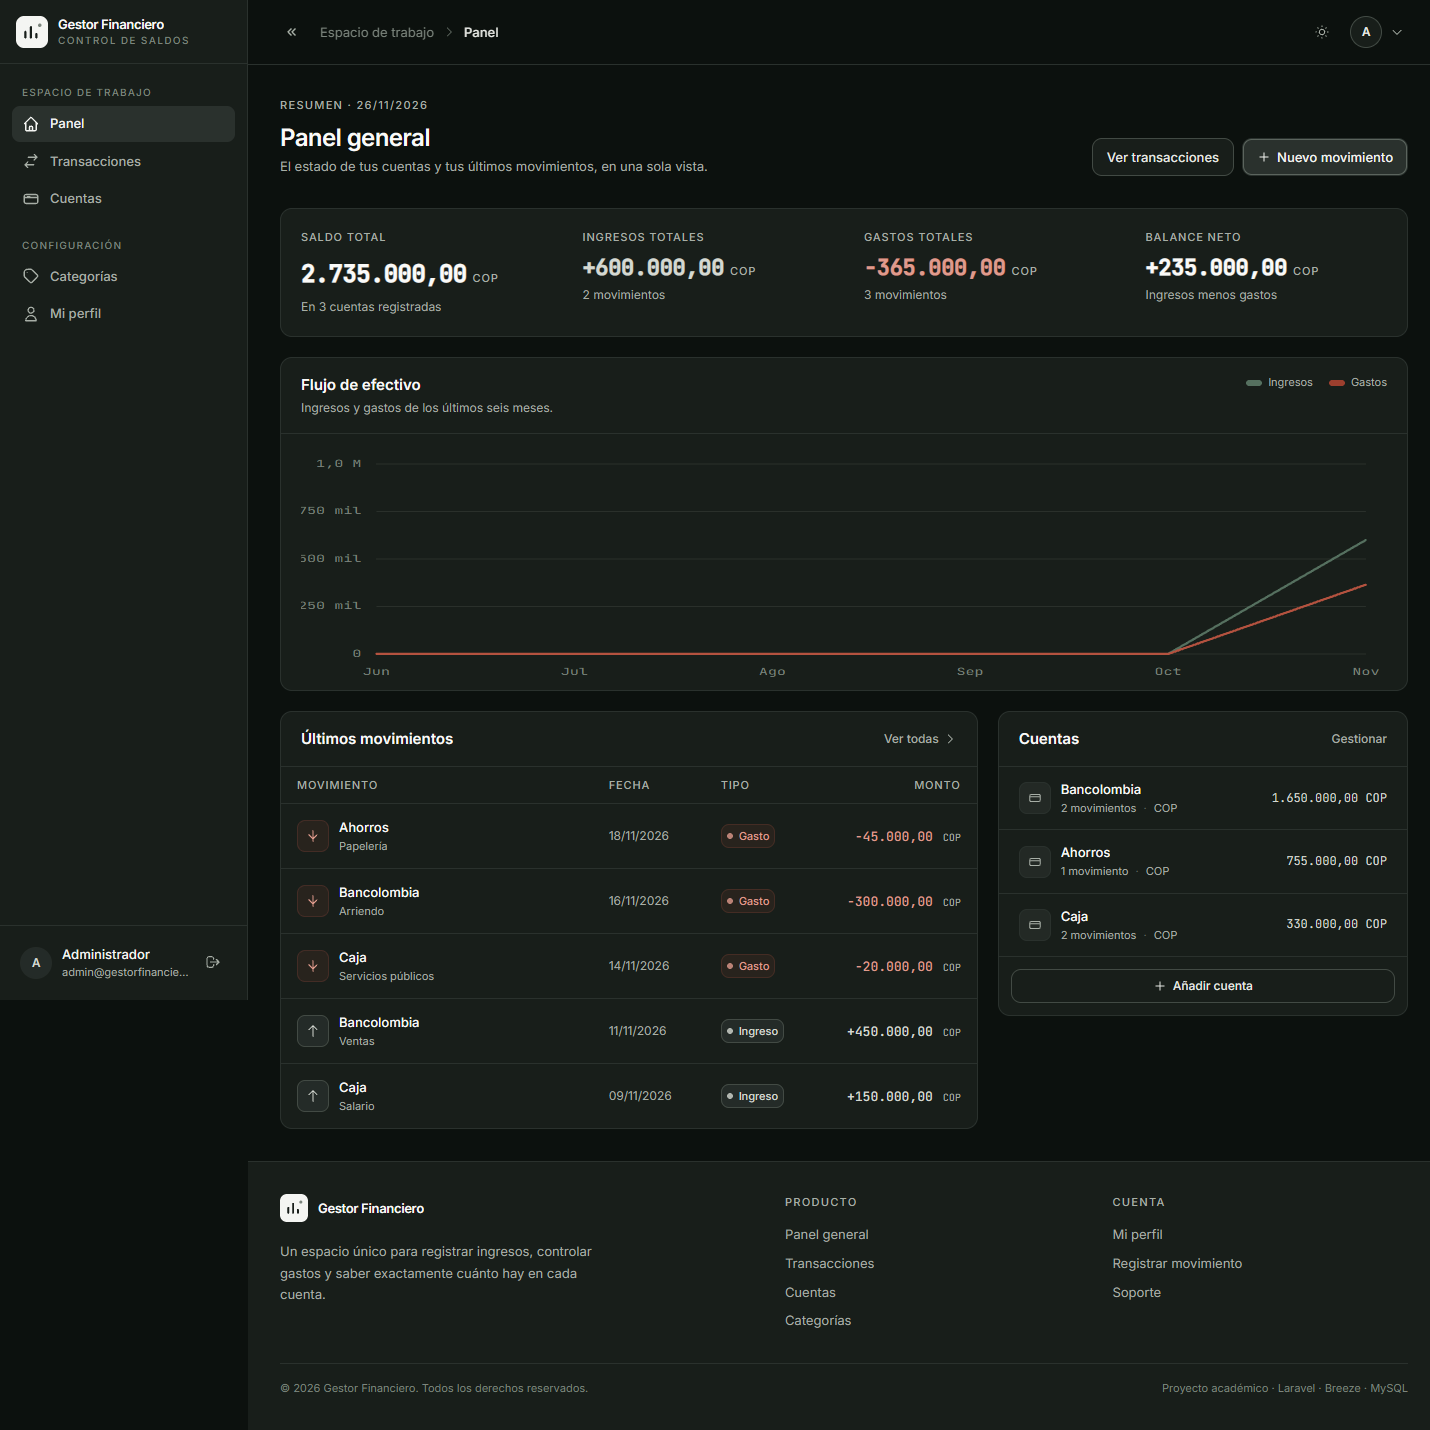 Gestor Financiero
CONTROL DE SALDOS
ESPACIO DE TRABAJO
Panel
Transacciones
Cuentas
CONFIGURACIÓN
Categorías
Mi perfil
A
Administrador
admin@gestorfinancie...
Espacio de trabajo
Panel
A
RESUMEN · 26/11/2026
Panel general
El estado de tus cuentas y tus últimos movimientos, en una sola vista.
Ver transacciones
Nuevo movimiento
SALDO TOTAL
2.735.000,00 COP
En 3 cuentas registradas
INGRESOS TOTALES
+600.000,00 COP
2 movimientos
GASTOS TOTALES
-365.000,00 COP
3 movimientos
BALANCE NETO
+235.000,00 COP
Ingresos menos gastos
Flujo de efectivo
Ingresos y gastos de los últimos seis meses.
Ingresos
Gastos
1,0 M
750 mil
500 mil
250 mil
0
Jun Jul Ago Sep Oct Nov
Últimos movimientos
Ver todas
MOVIMIENTO FECHA TIPO MONTO
Ahorros
Papelería
18/11/2026
Gasto
-45.000,00 COP
Bancolombia
Arriendo
16/11/2026
Gasto
-300.000,00 COP
Caja
Servicios públicos
14/11/2026
Gasto
-20.000,00 COP
Bancolombia
Ventas
11/11/2026
Ingreso
+450.000,00 COP
Caja
Salario
09/11/2026
Ingreso
+150.000,00 COP
Cuentas
Gestionar
Bancolombia
2 movimientos · COP
1.650.000,00 COP
Ahorros
1 movimiento · COP
755.000,00 COP
Caja
2 movimientos · COP
330.000,00 COP
Añadir cuenta
Gestor Financiero
Un espacio único para registrar ingresos, controlar
gastos y saber exactamente cuánto hay en cada
cuenta.
PRODUCTO
Panel general
Transacciones
Cuentas
Categorías
CUENTA
Mi perfil
Registrar movimiento
Soporte
© 2026 Gestor Financiero. Todos los derechos reservados.
Proyecto académico · Laravel · Breeze · MySQL